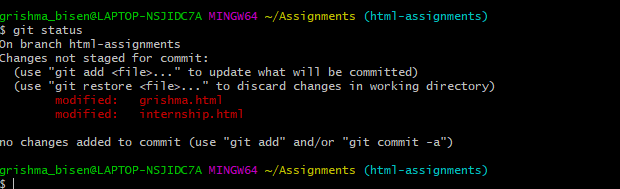 grishma_bisen@LAPTOP-NSJIDC7A MINGW64 ~/Assignments (html-assignments)
$ git status
On branch html-assignments
Changes not staged for commit:
  (use "git add <file>..." to update what will be committed)
  (use "git restore <file>..." to discard changes in working directory)
        modified:   grishma.html
        modified:   internship.html

no changes added to commit (use "git add" and/or "git commit -a")

grishma_bisen@LAPTOP-NSJIDC7A MINGW64 ~/Assignments (html-assignments)
$